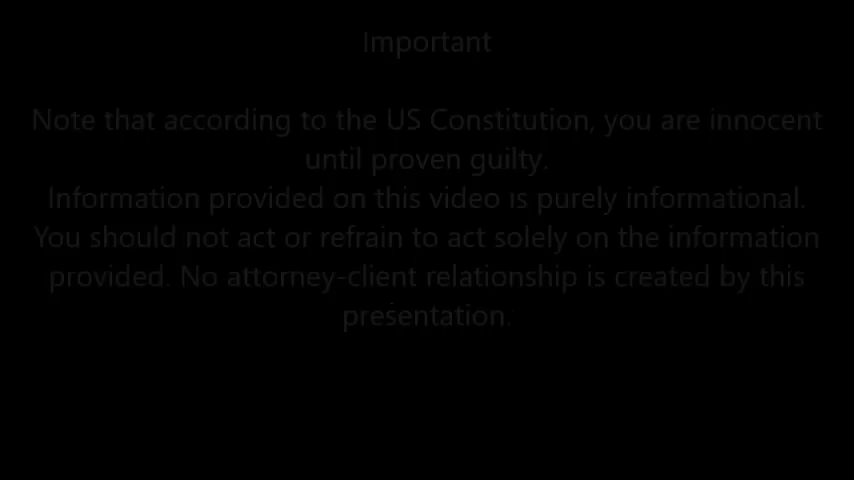 Important
Note that according to the US Constitution, you are innocent
until proven guilty.
Information provided on this video is purely informational.
You should not act or refrain to act solely on the information
provided. No attorney-client relationship is created by this
presentation.